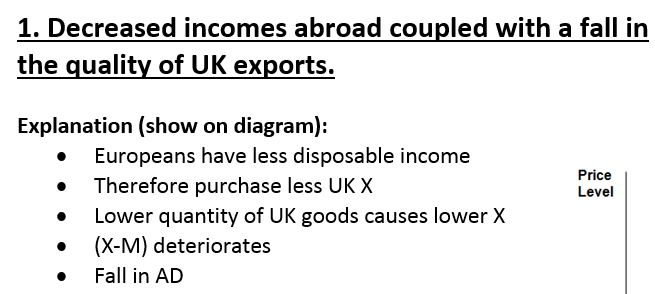 1. Decreased incomes abroad coupled with a fall in
the quality of UK exports.
Explanation (show on diagram):
• Europeans have less disposable income
• Therefore purchase less UK X
• Lower quantity of UK goods causes lower X
• (X-M) deteriorates
• Fall in AD
Price
Level